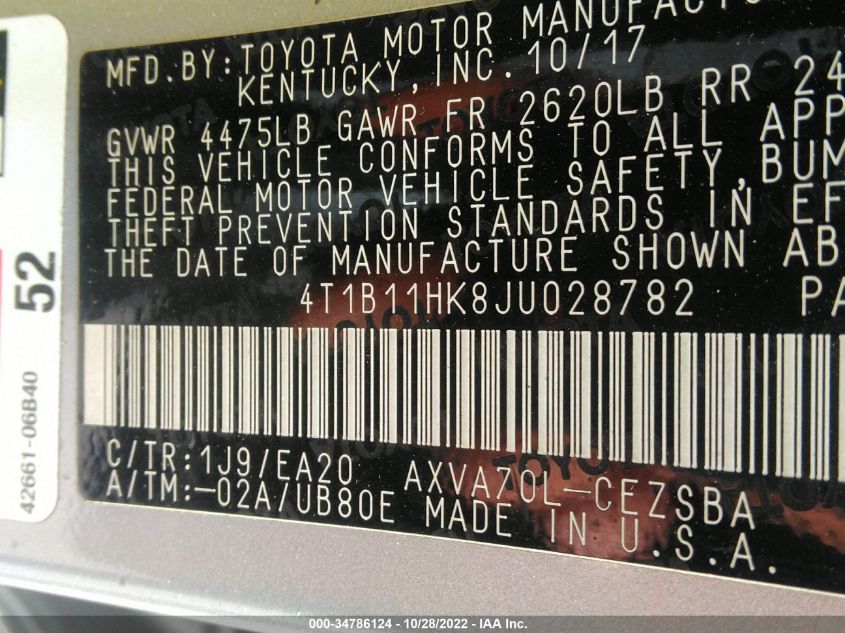 MFD.BY:TOYOTA MOTOR MANUFAC
KENTUCKY,INC. 10/17
GVWR 4475LB GAWR FR 2620LB RR 24
THIS VEHICLE CONFORMS TO ALL APP
FEDERAL MOTOR VEHICLE SAFETY,BUM
THEFT PREVENTION STANDARDS IN EF
THE DATE OF MANUFACTURE SHOWN AB
4T1B11HK8JU028782 PA
C/TR:1J9/EA20 AXVA70L-CEZSBA
A/TM:-02A/UB80E MADE IN U.S.A.
52
42661-06B40
000-34786124 - 10/28/2022 - IAA Inc.